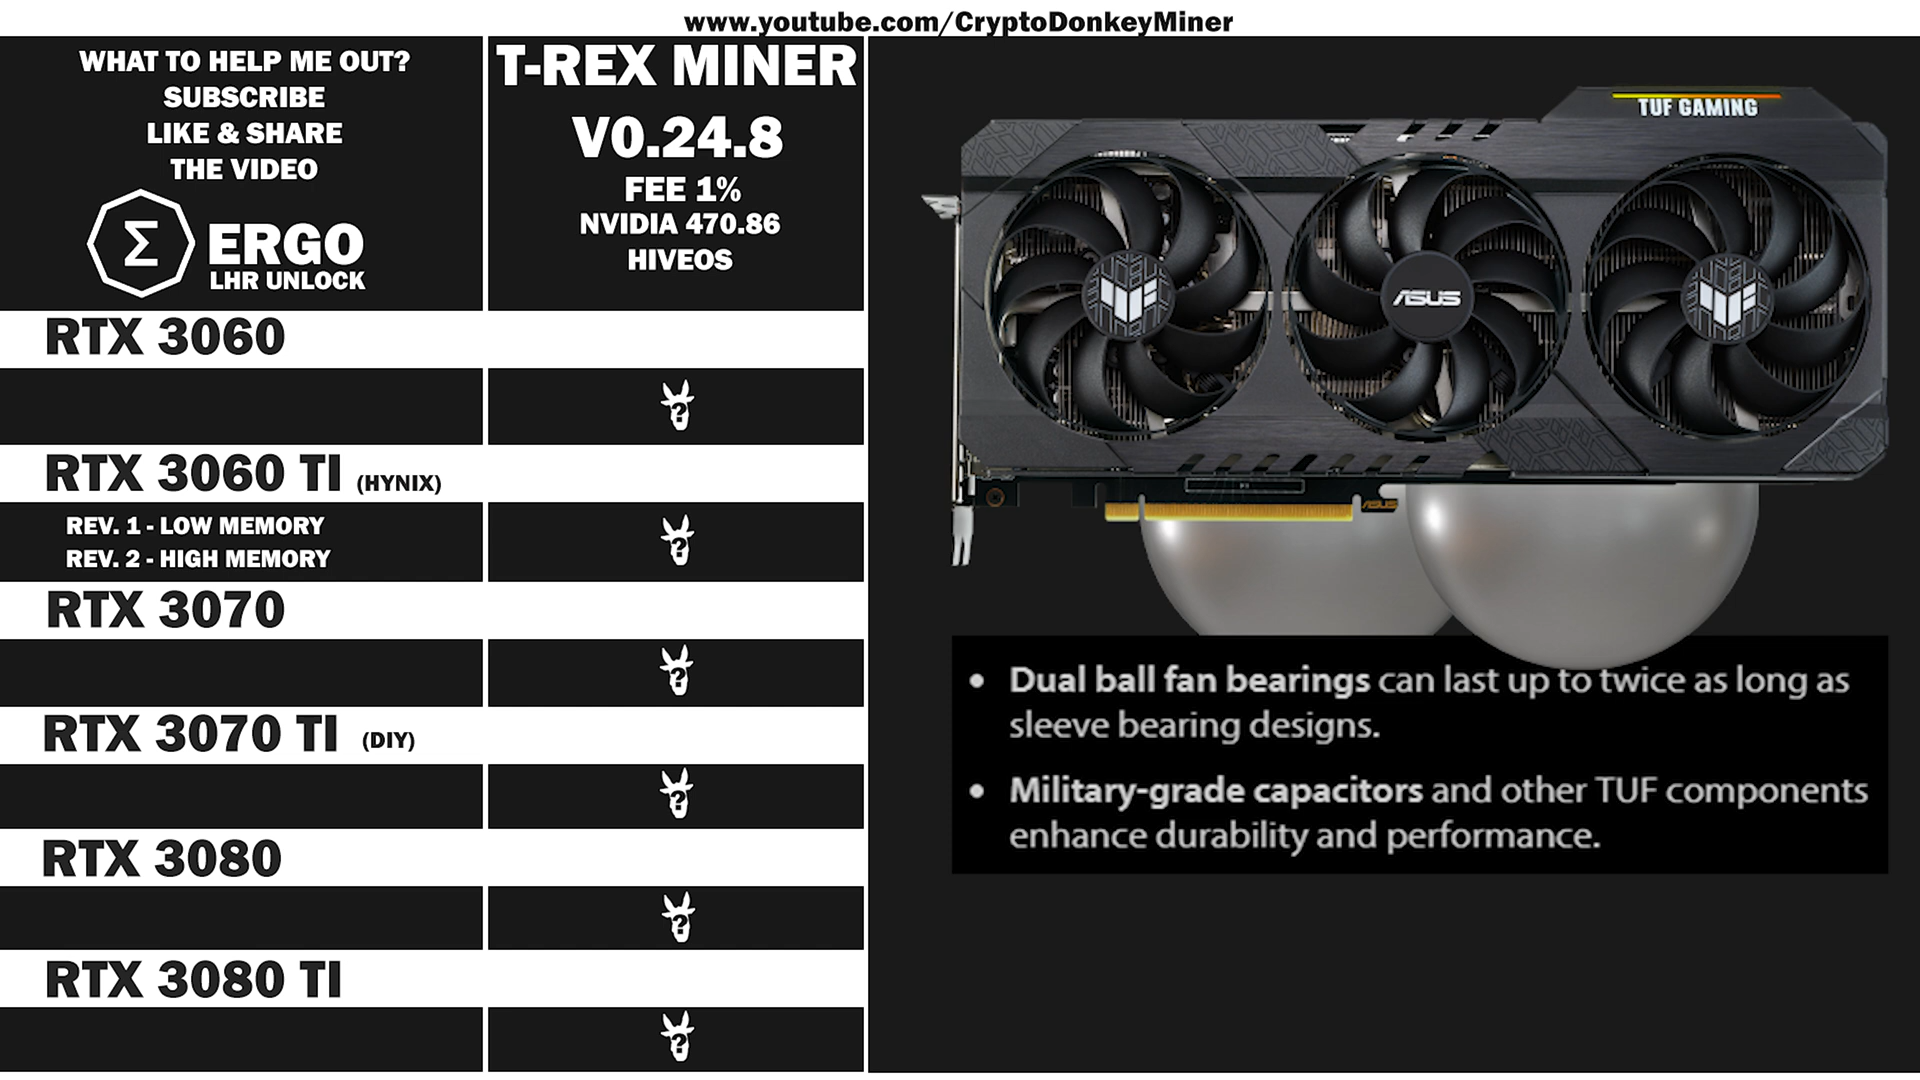 www.youtube.com/CryptoDonkeyMiner
WHAT TO HELP ME OUT?
SUBSCRIBE
LIKE & SHARE
THE VIDEO
Σ ERGO
LHR UNLOCK
T-REX MINER
V0.24.8
FEE 1%
NVIDIA 470.86
HIVEOS
RTX 3060
?
RTX 3060 TI (HYNIX)
REV. 1 - LOW MEMORY
REV. 2 - HIGH MEMORY
?
RTX 3070
?
RTX 3070 TI (DIY)
?
RTX 3080
?
RTX 3080 TI
?
TUF GAMING
ASUS
ASUS
• Dual ball fan bearings can last up to twice as long as
sleeve bearing designs.
• Military-grade capacitors and other TUF components
enhance durability and performance.